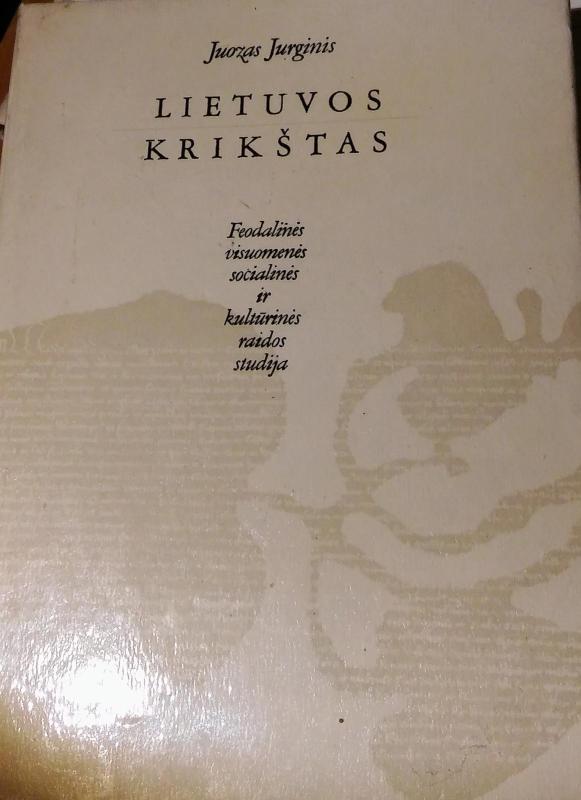 Juozas Jurginis
LIETUVOS
KRIKŠTAS
Feodalinės
visuomenės
socialinės
ir
kultūrinės
raidos
studija